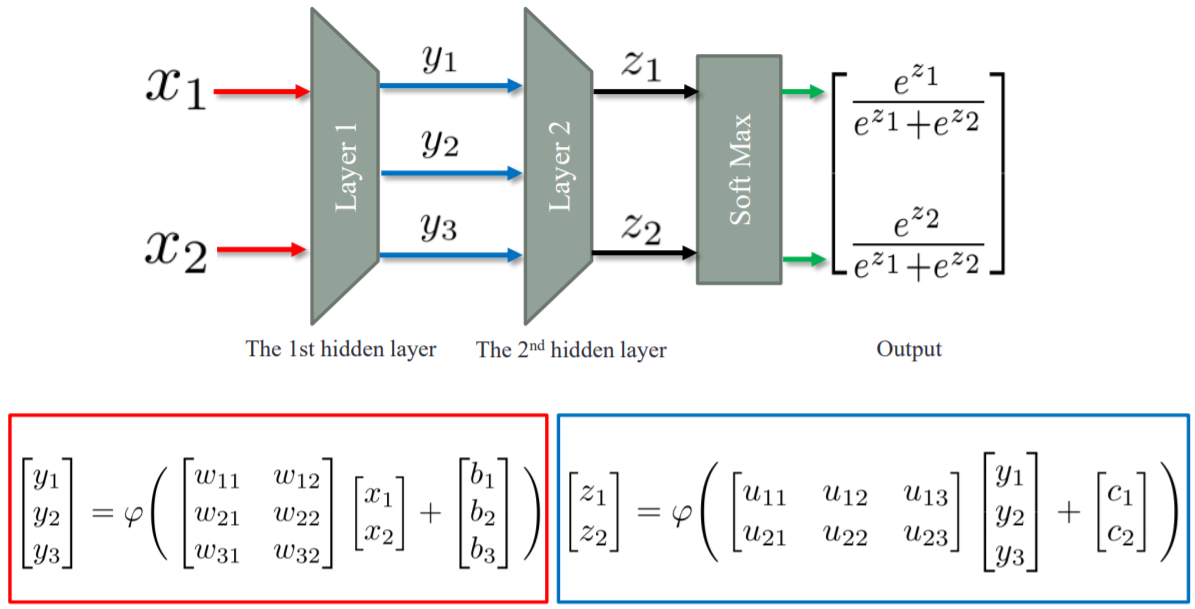 x₁
x₂
Layer 1
y₁
y₂
y₃
Layer 2
z₁
z₂
Soft Max
e^{z₁} / (e^{z₁}+e^{z₂})
e^{z₂} / (e^{z₁}+e^{z₂})
The 1st hidden layer
The 2nd hidden layer
Output
[y₁; y₂; y₃] = φ([w₁₁ w₁₂; w₂₁ w₂₂; w₃₁ w₃₂] [x₁; x₂] + [b₁; b₂; b₃])
[z₁; z₂] = φ([u₁₁ u₁₂ u₁₃; u₂₁ u₂₂ u₂₃] [y₁; y₂; y₃] + [c₁; c₂])